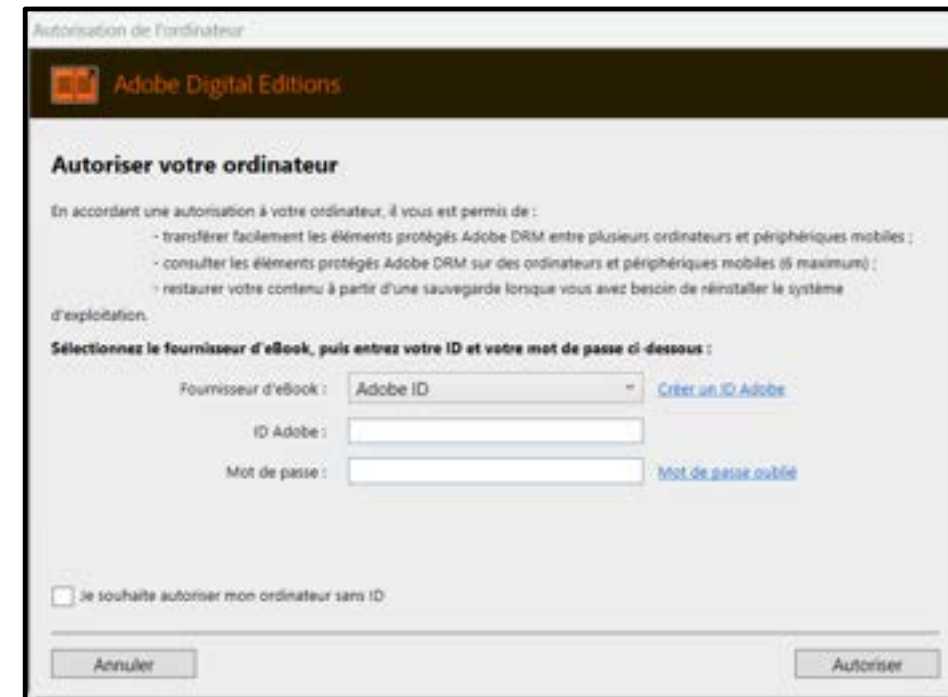 Autorisation de l'ordinateur
Adobe Digital Editions
Autoriser votre ordinateur
En accordant une autorisation à votre ordinateur, il vous est permis de :
- transférer facilement les éléments protégés Adobe DRM entre plusieurs ordinateurs et périphériques mobiles ;
- consulter les éléments protégés Adobe DRM sur des ordinateurs et périphériques mobiles (6 maximum) ;
- restaurer votre contenu à partir d'une sauvegarde lorsque vous avez besoin de réinstaller le système
d'exploitation.
Sélectionnez le fournisseur d'eBook, puis entrez votre ID et votre mot de passe ci-dessous :
Fournisseur d'eBook : Adobe ID Créer un ID Adobe
ID Adobe :
Mot de passe : Mot de passe oublié
Je souhaite autoriser mon ordinateur sans ID
Annuler Autoriser